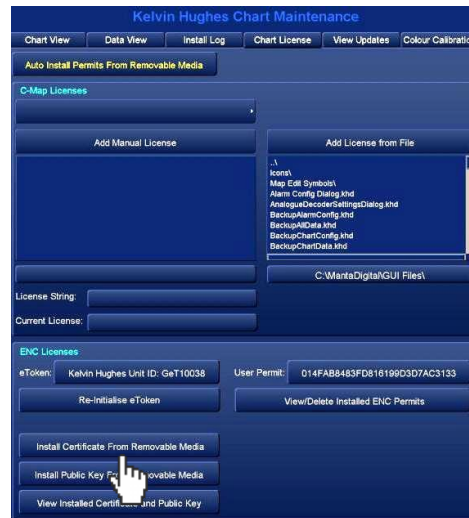 Kelvin Hughes Chart Maintenance
Chart View Data View Install Log Chart License View Updates Colour Calibratio
Auto Install Permits From Removable Media
C-Map Licenses
Add Manual License
Add License from File
..\
Icons\
Map Edit Symbols\
Alarm Config Dialog.khd
AnalogueDecoderSettingsDialog.khd
BackupAlarmConfig.khd
BackupAllData.khd
BackupChartConfig.khd
BackupChartData.khd
C:\MantaDigital\GUI Files\
License String:
Current License:
ENC Licenses
eToken: Kelvin Hughes Unit ID: GeT10038 User Permit: 014FAB8483FD816199D3D7AC3133
Re-Initialise eToken View/Delete Installed ENC Permits
Install Certificate From Removable Media
Install Public Key Removable Media
View Installed and Public Key